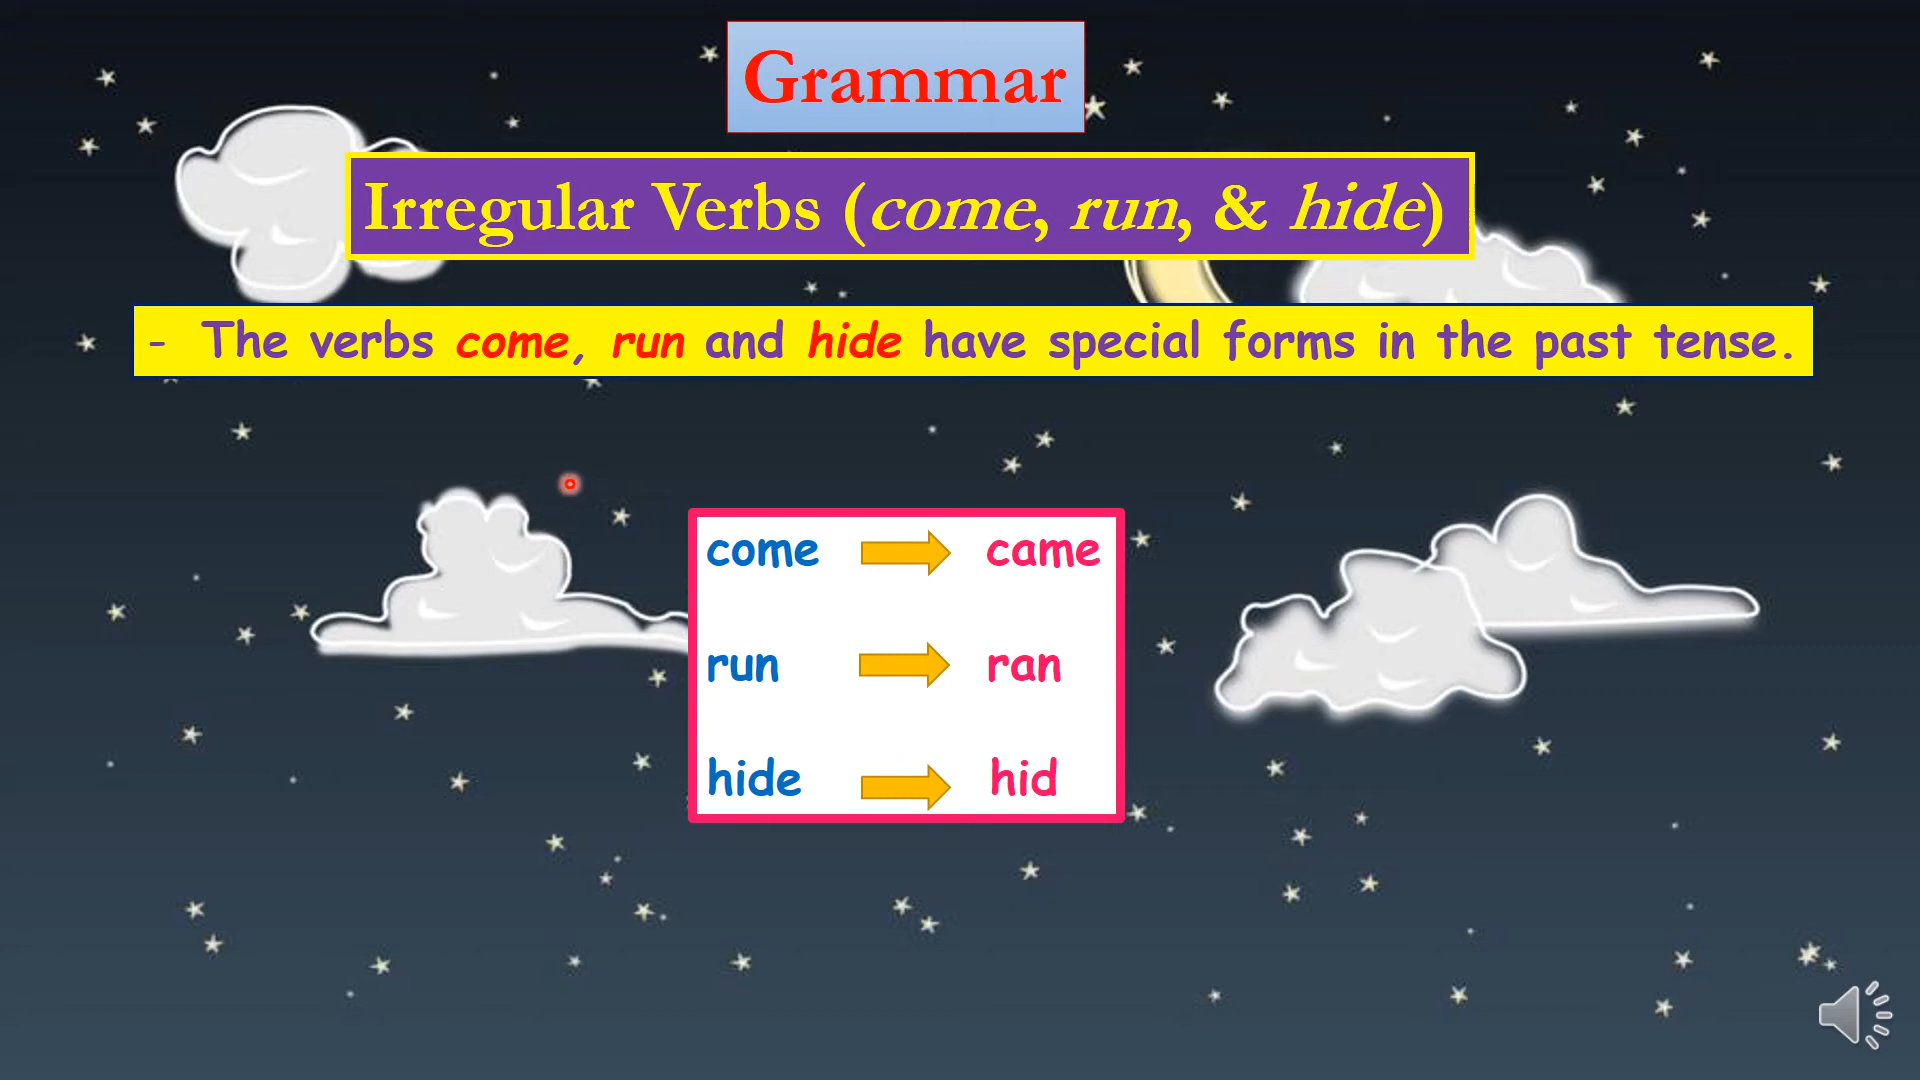 Grammar
Irregular Verbs (come, run, & hide)
- The verbs come, run and hide have special forms in the past tense.
come came
run ran
hide hid